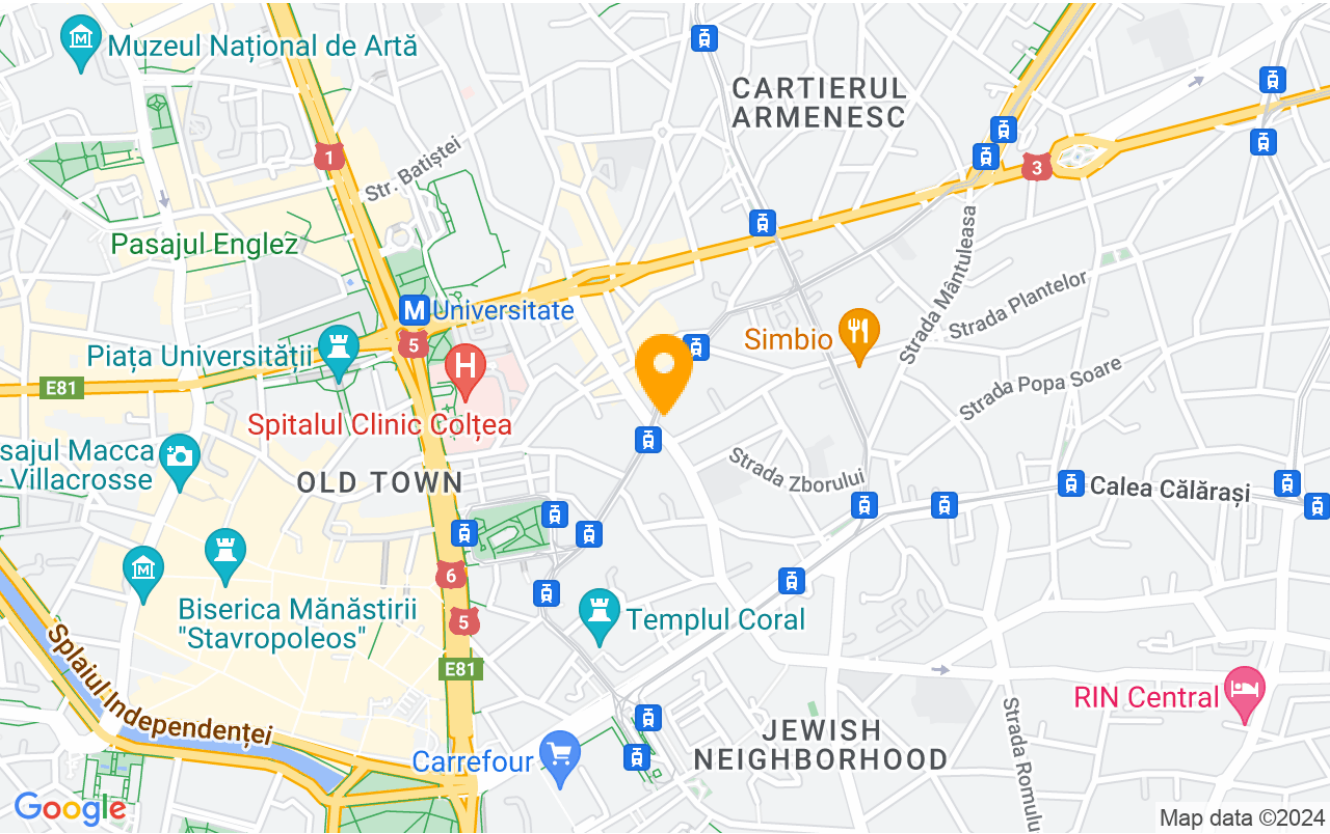 Muzeul Național de Artă
CARTIERUL
ARMENESC
1
Str. Batiștei
3
Pasajul Englez
Strada Mântuleasa
Strada Plantelor
M Universitate
5
Simbio
Piața Universității
H
E81
Strada Popa Soare
Spitalul Clinic Colțea
sajul Macca
- Villacrosse
OLD TOWN
Strada Zborului
Calea Călărași
6
Biserica Mănăstirii
"Stavropoleos"
5
Templul Coral
E81
Splaiul Independenței
RIN Central
Strada Romulu
JEWISH
NEIGHBORHOOD
Carrefour
Google
Map data ©2024